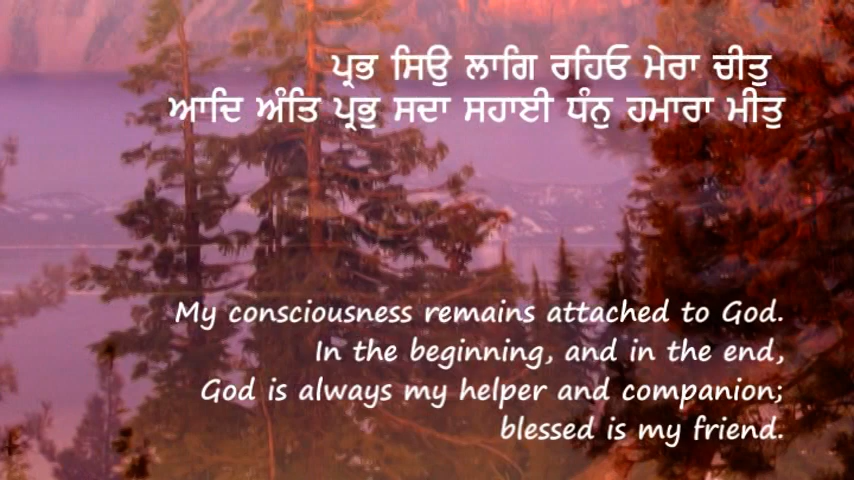 ਪ੍ਰਭ ਸਿਉ ਲਾਗਿ ਰਹਿਓ ਮੇਰਾ ਚੀਤੁ
ਆਦਿ ਅੰਤਿ ਪ੍ਰਭੁ ਸਦਾ ਸਹਾਈ ਧੰਨੁ ਹਮਾਰਾ ਮੀਤੁ
My consciousness remains attached to God.
In the beginning, and in the end,
God is always my helper and companion;
blessed is my friend.